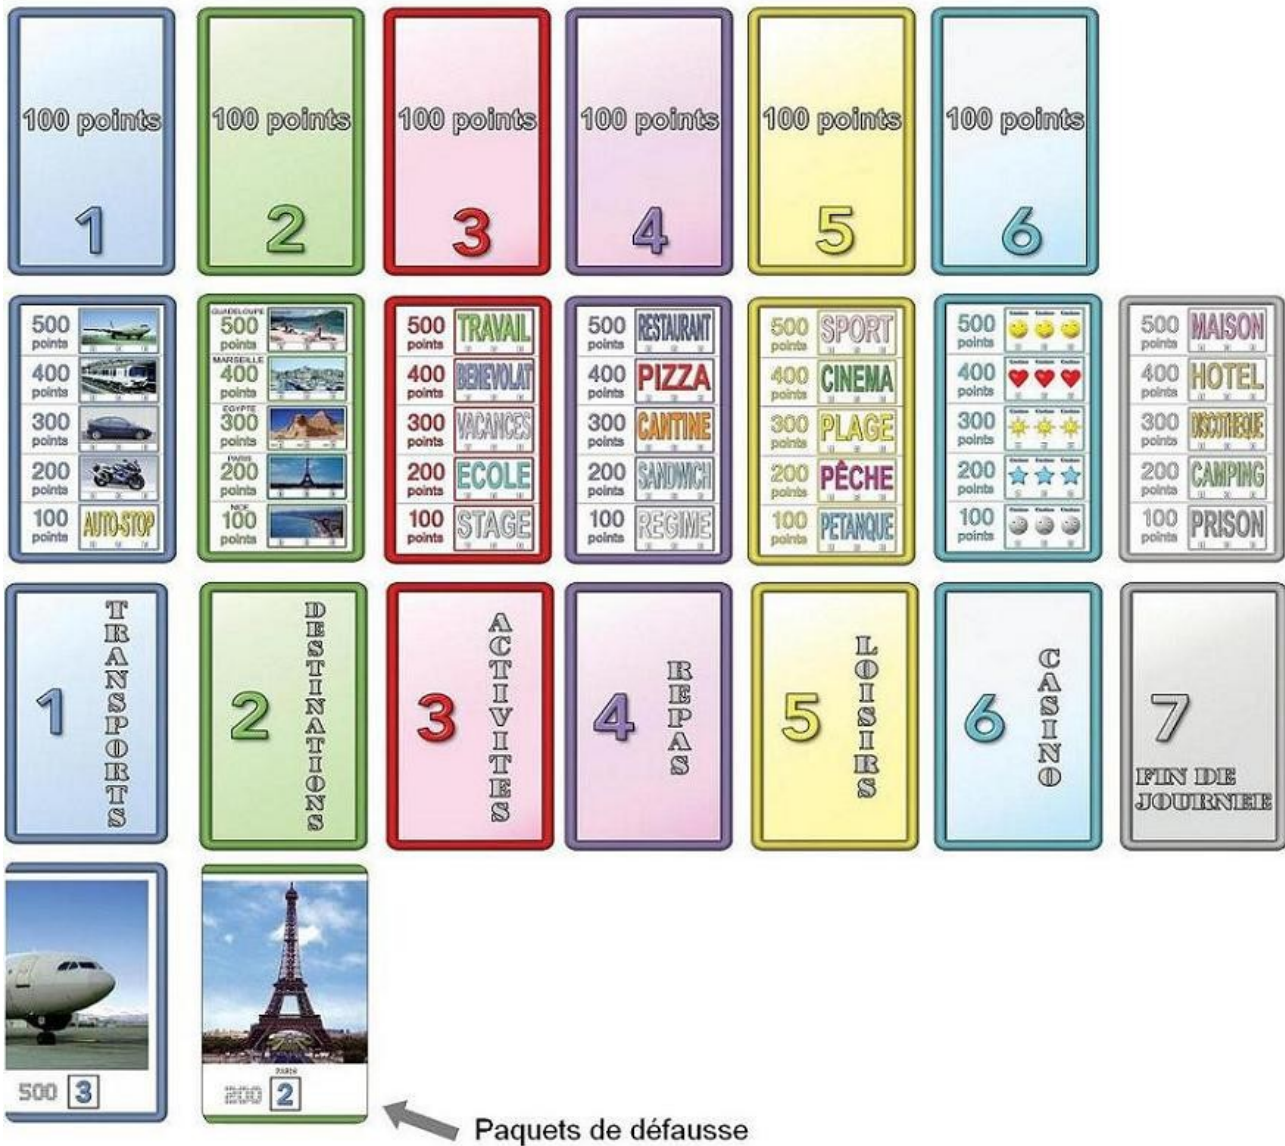 100 points 100 points 100 points 100 points 100 points 100 points
1 2 3 4 5 6
500 points
400 points
300 points
200 points
100 points AUTO-STOP
GUADELOUPE 500 points
MARSEILLE 400 points
EGYPTE 300 points
PARIS 200 points
NICE 100 points
500 points TRAVAIL
400 points BENEVOLAT
300 points VACANCES
200 points ECOLE
100 points STAGE
500 points RESTAURANT
400 points PIZZA
300 points CANTINE
200 points SANDWICH
100 points REGIME
500 points SPORT
400 points CINEMA
300 points PLAGE
200 points PÊCHE
100 points PETANQUE
500 points
400 points
300 points
200 points
100 points
500 points MAISON
400 points HOTEL
300 points DISCOTHEQUE
200 points CAMPING
100 points PRISON
1 TRANSPORTS
2 DESTINATIONS
3 ACTIVITES
4 REPAS
5 LOISIRS
6 CASINO
7 FIN DE
JOURNEE
500 3
PARIS
200 2
Paquets de défausse